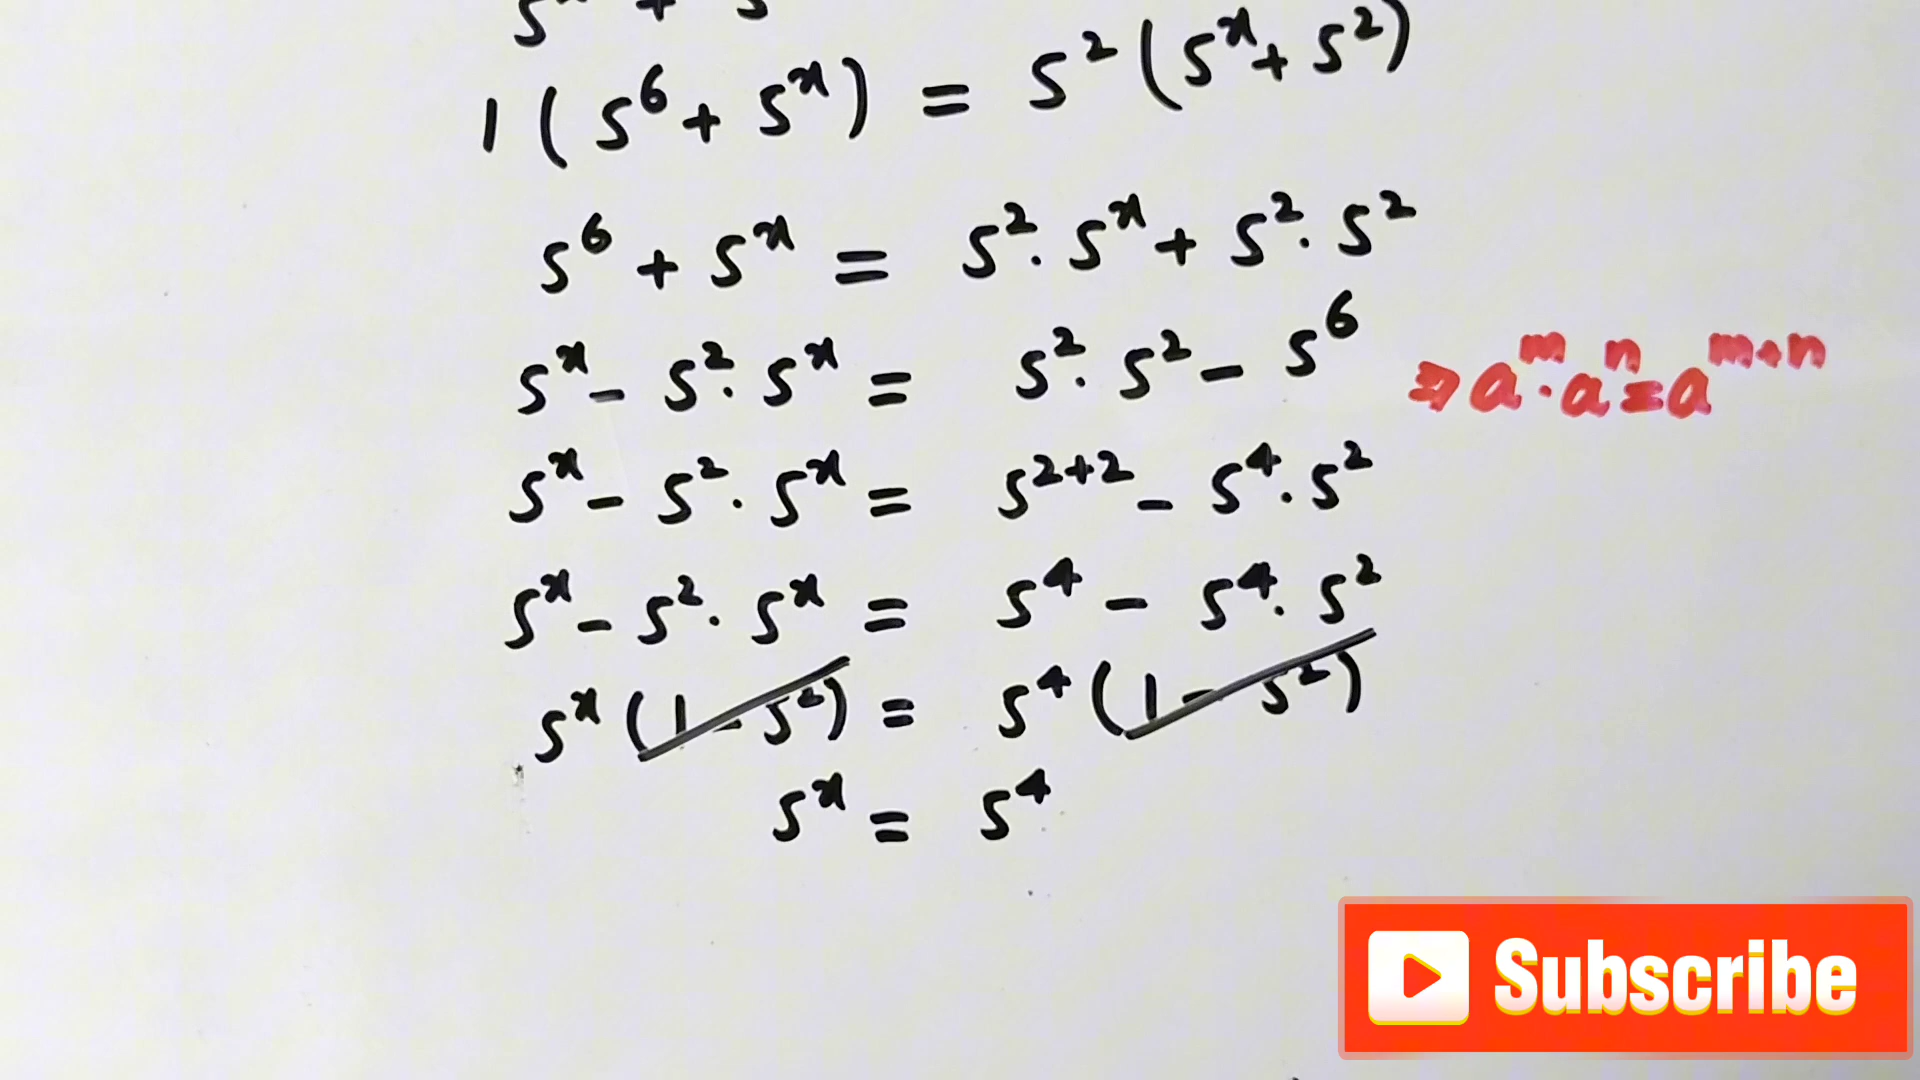 1 ( 5⁶ + 5ˣ ) = 5² ( 5ˣ + 5² )
5⁶ + 5ˣ = 5² · 5ˣ + 5² · 5²
5ˣ - 5² · 5ˣ = 5² · 5² - 5⁶ ⇒ aᵐ · aⁿ = aᵐ⁺ⁿ
5ˣ - 5² · 5ˣ = 5²⁺² - 5⁴ · 5²
5ˣ - 5² · 5ˣ = 5⁴ - 5⁴ · 5²
5ˣ ( 1 - 5² ) = 5⁴ ( 1 - 5² )
5ˣ = 5⁴
Subscribe